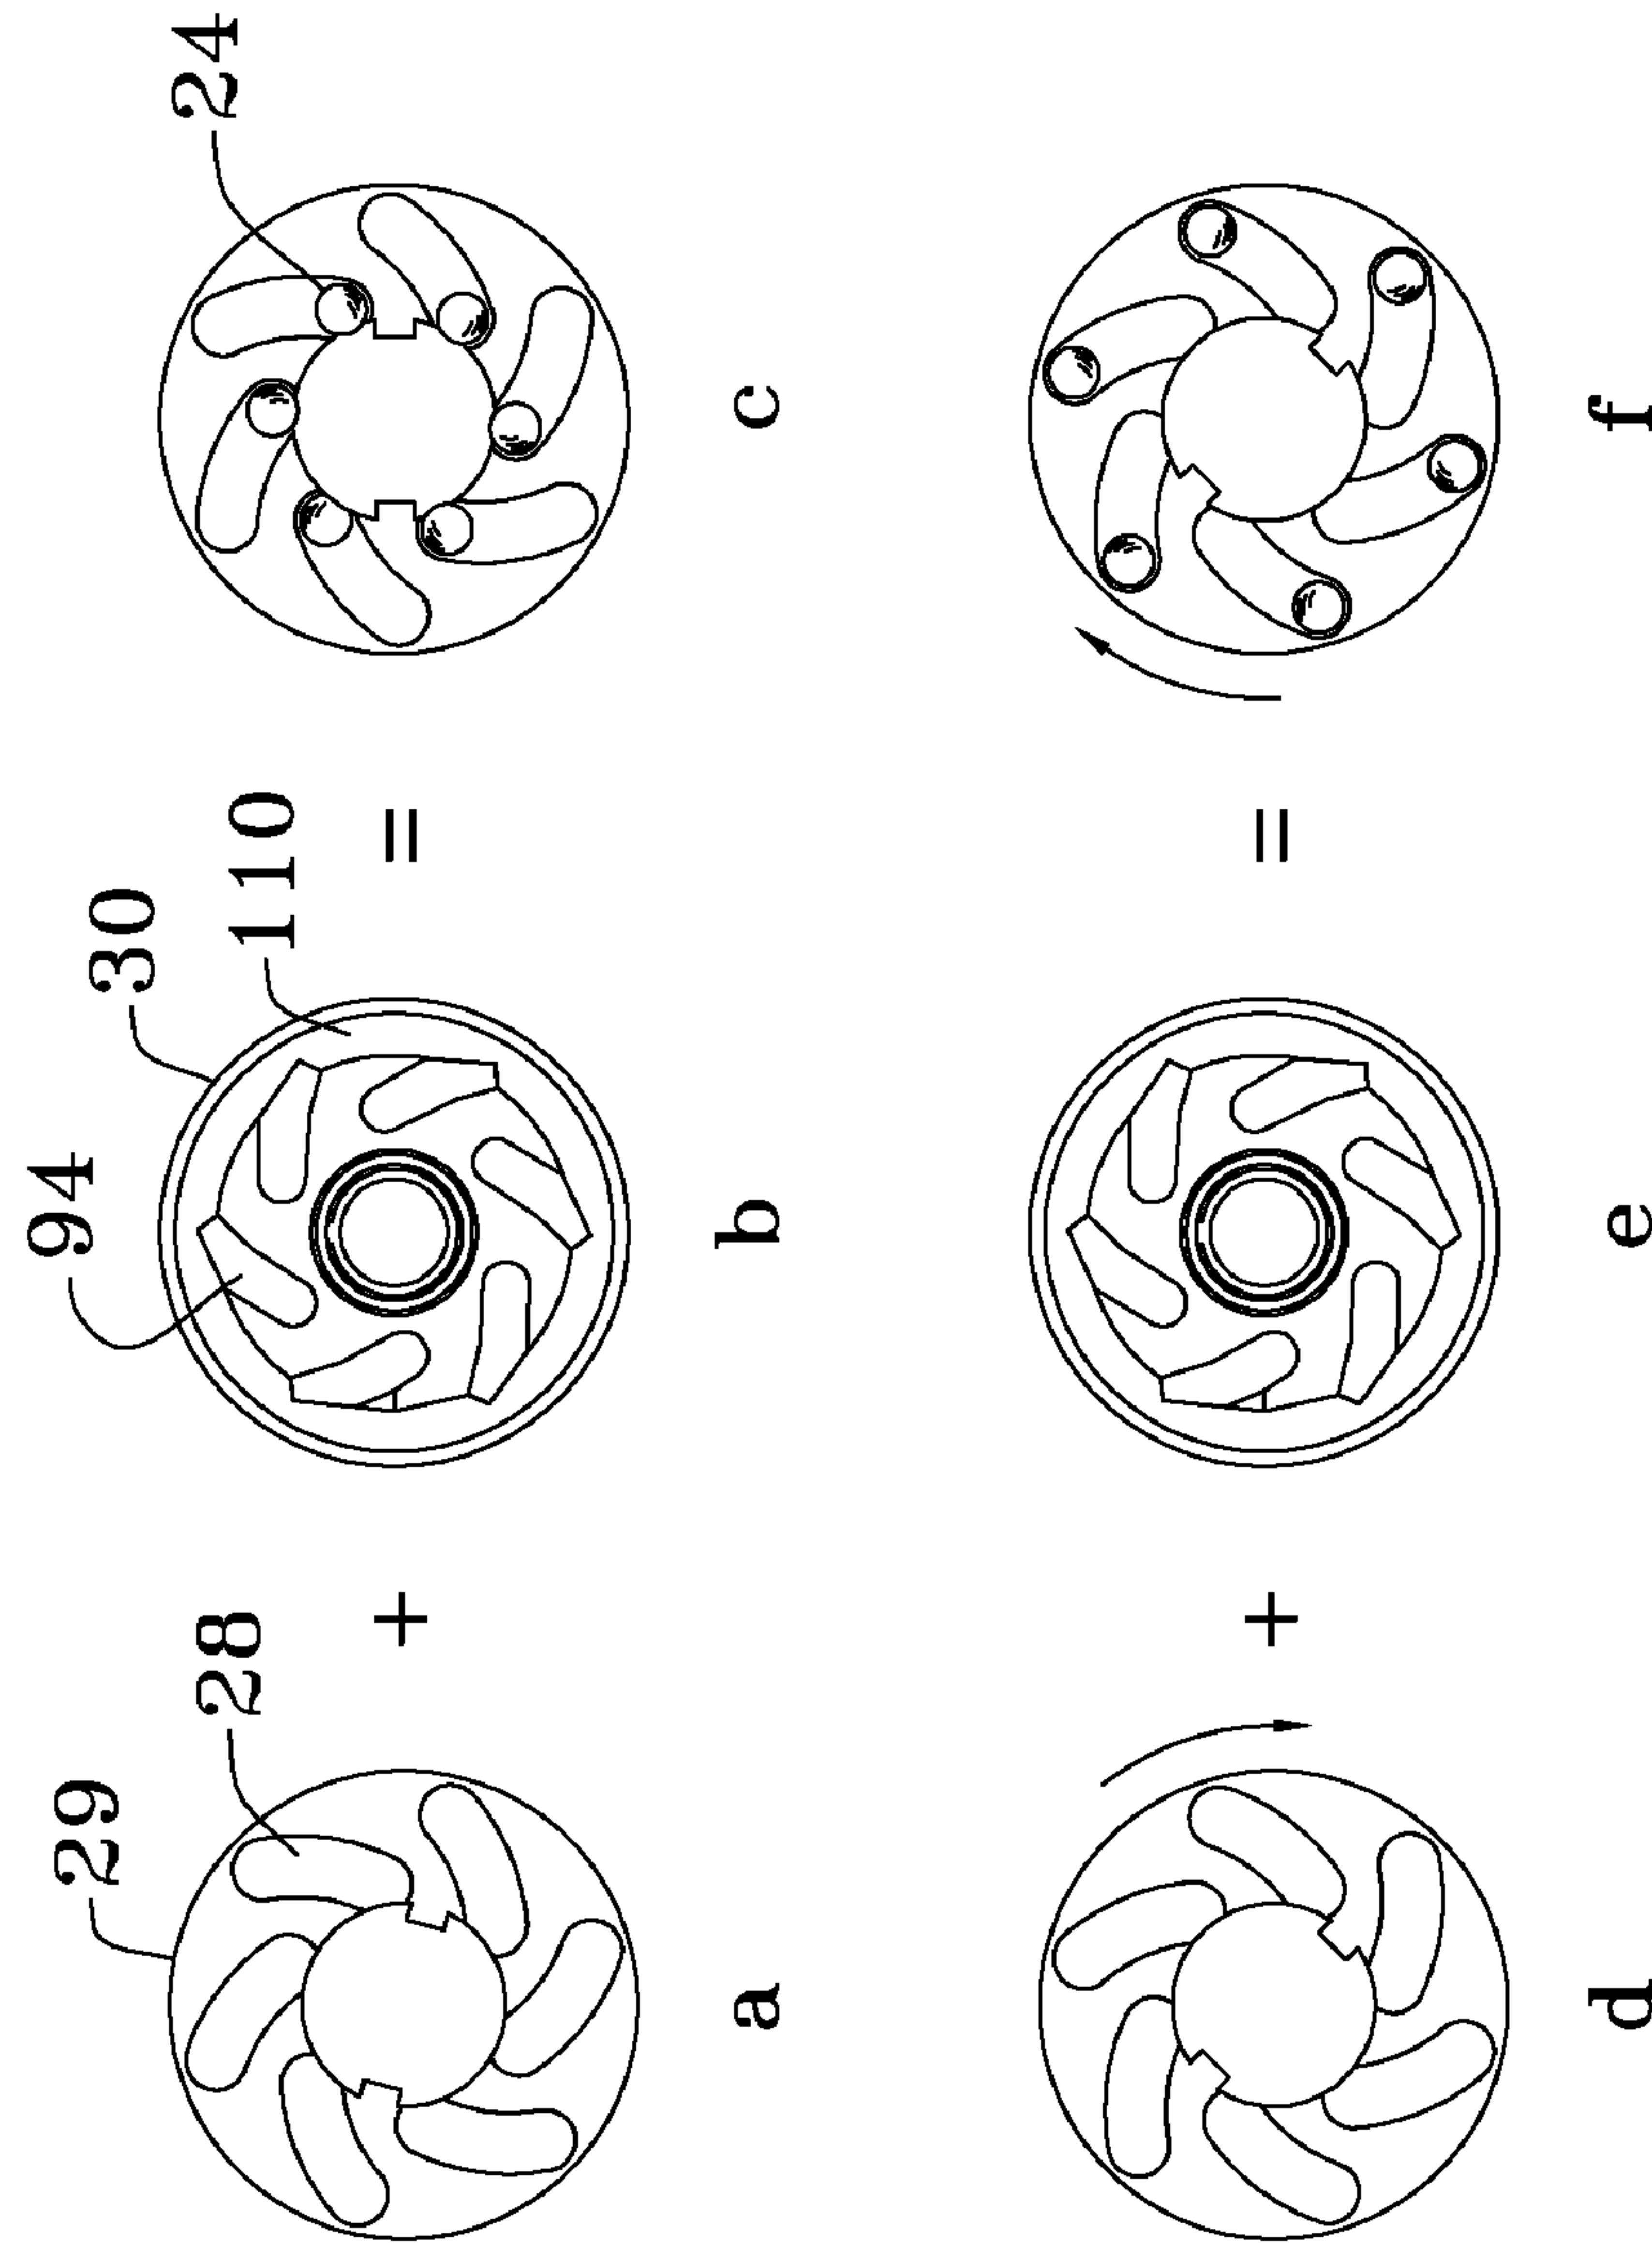 29 94 30
28 110 24
+ =
a b c
+ =
d e f